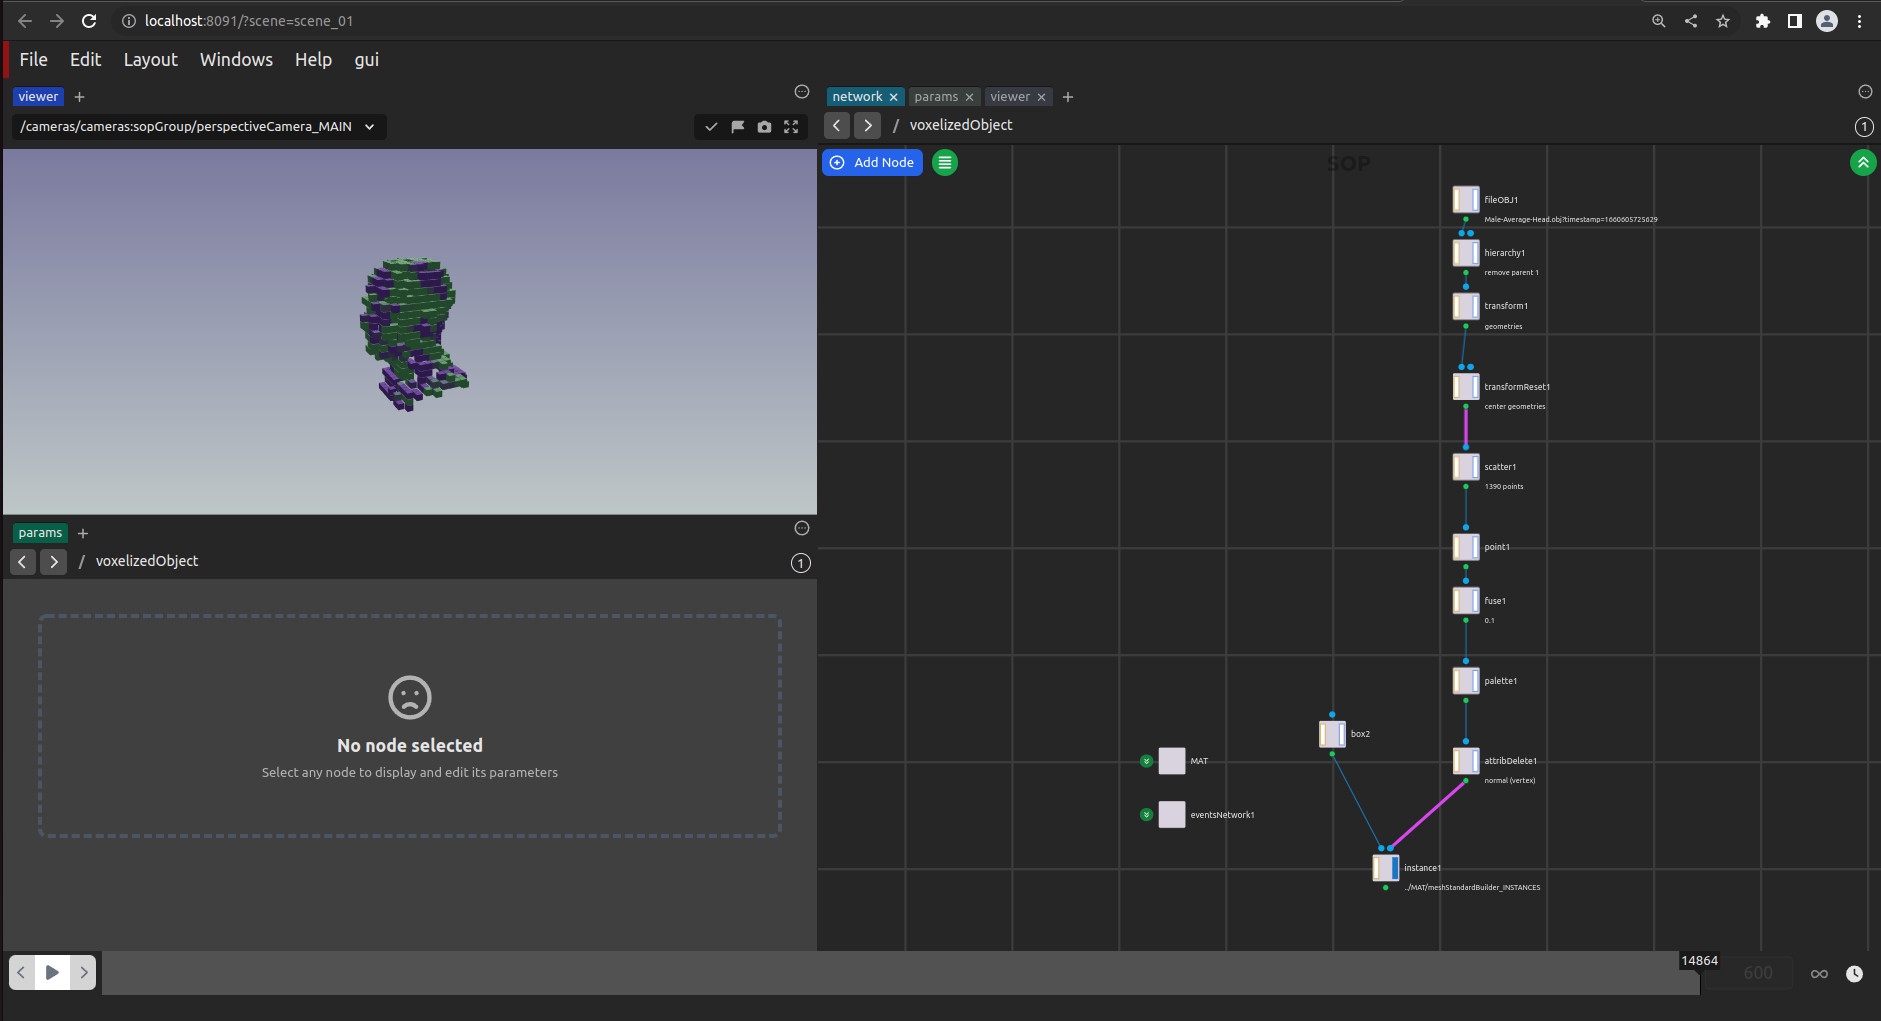 localhost:8091/?scene=scene_01
File Edit Layout Windows Help gui
viewer +
/cameras/cameras:sopGroup/perspectiveCamera_MAIN
params +
/ voxelizedObject
1
No node selected
Select any node to display and edit its parameters
network × params × viewer × +
/ voxelizedObject
1
Add Node
SOP
fileOBJ1
Male-Average-Head.obj?timestamp=1660605725629
hierarchy1
remove parent 1
transform1
geometries
transformReset1
center geometries
scatter1
1390 points
point1
fuse1
0.1
palette1
box2
MAT
attribDelete1
normal (vertex)
eventsNetwork1
instance1
../MAT/meshStandardBuilder_INSTANCES
14864
600